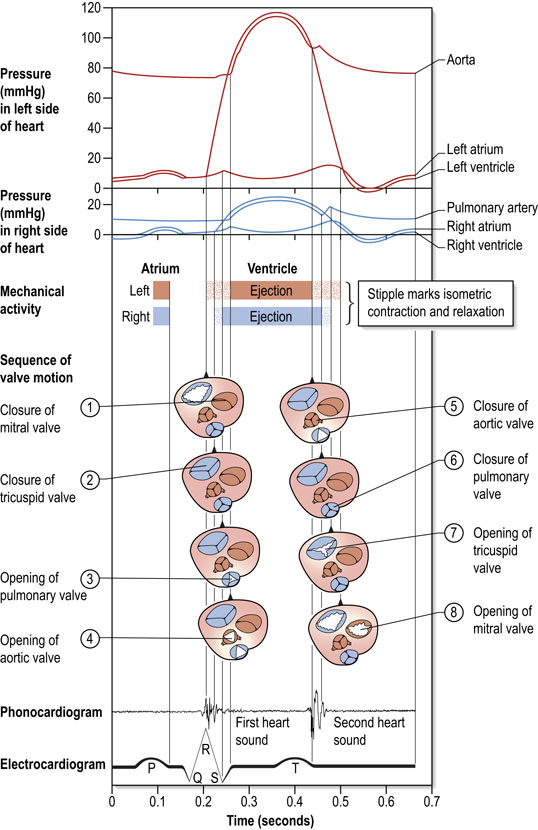 120
100
80
60
40
20
0
Pressure
(mmHg)
in left side
of heart
Aorta
Left atrium
Left ventricle
Pressure
(mmHg)
in right side
of heart
20
0
Pulmonary artery
Right atrium
Right ventricle
Atrium
Ventricle
Mechanical
activity
Left
Ejection
Right
Ejection
Stipple marks isometric
contraction and relaxation
Sequence of
valve motion
Closure of
mitral valve
1
5
Closure of
aortic valve
Closure of
tricuspid valve
2
6
Closure of
pulmonary
valve
Opening of
pulmonary valve
3
7
Opening of
tricuspid
valve
Opening of
aortic valve
4
8
Opening of
mitral valve
Phonocardiogram
First heart
sound
Second heart
sound
Electrocardiogram
P
Q
R
S
T
0 0.1 0.2 0.3 0.4 0.5 0.6 0.7
Time (seconds)